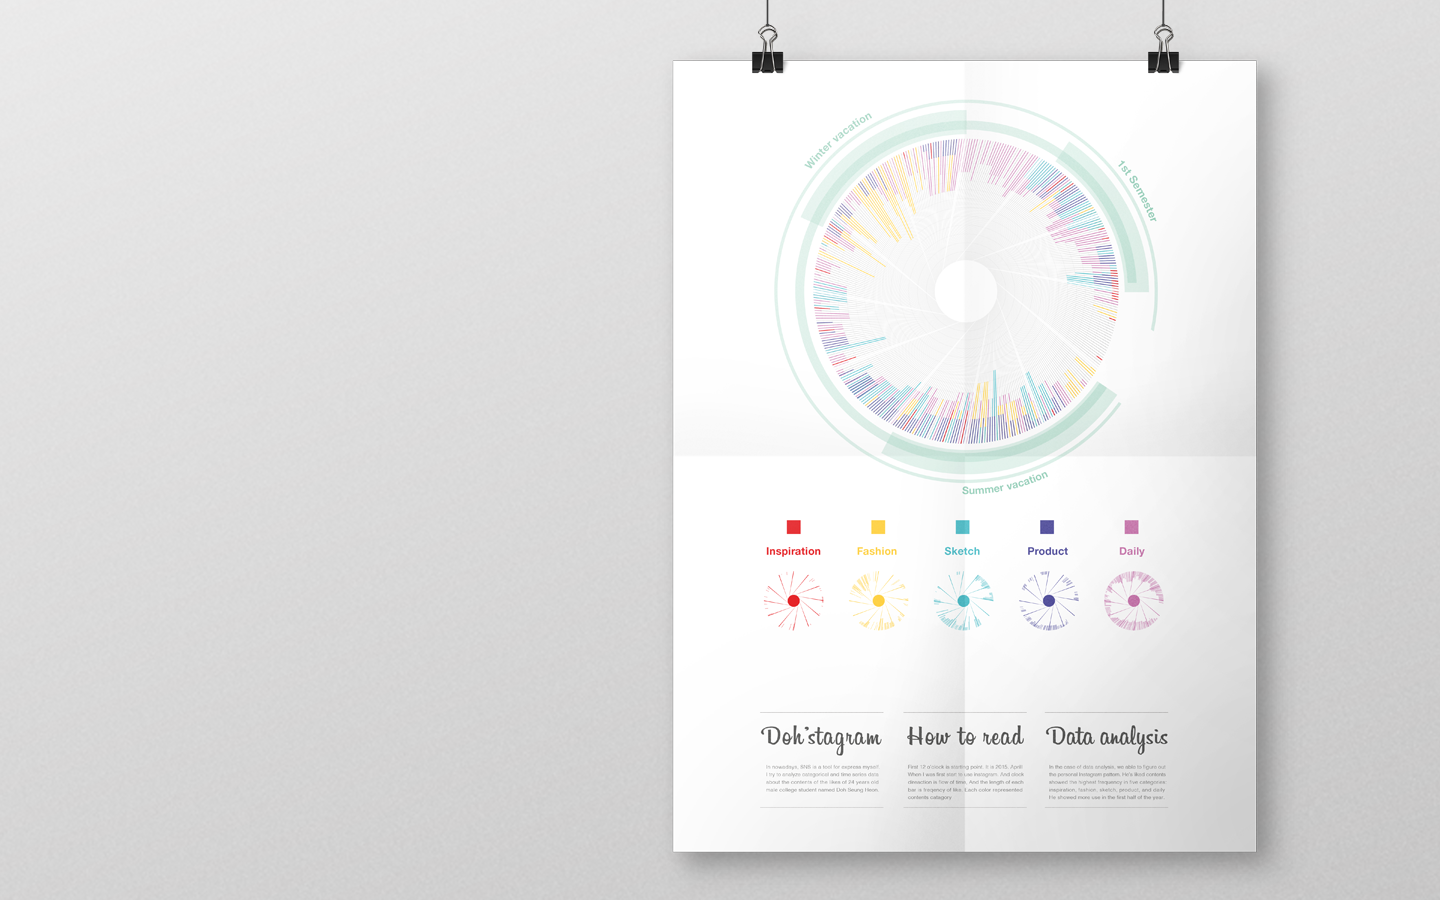 Winter vacation
1st Semester
Summer vacation
Inspiration
Fashion
Sketch
Product
Daily
Doh'stagram
In nowadays, SNS is a tool for express myself.
I try to analyze categorical and time series data
about the contents of the likes of 24 years old
male college student named Doh Seung Heon.
How to read
First 12 o'clock is starting point. It is 2015, April
When I was first start to use Instagram. And clock
direaction is flow of time. And the length of each
bar is freqency of like. Each color represented
contents category.
Data analysis
In the case of data analysis, we able to figure out
the personal Instagram pattern. He's liked contents
showed the highest frequency in five categories
inspiration, fashion, sketch, product, and daily
He showed more use in the first half of the year.